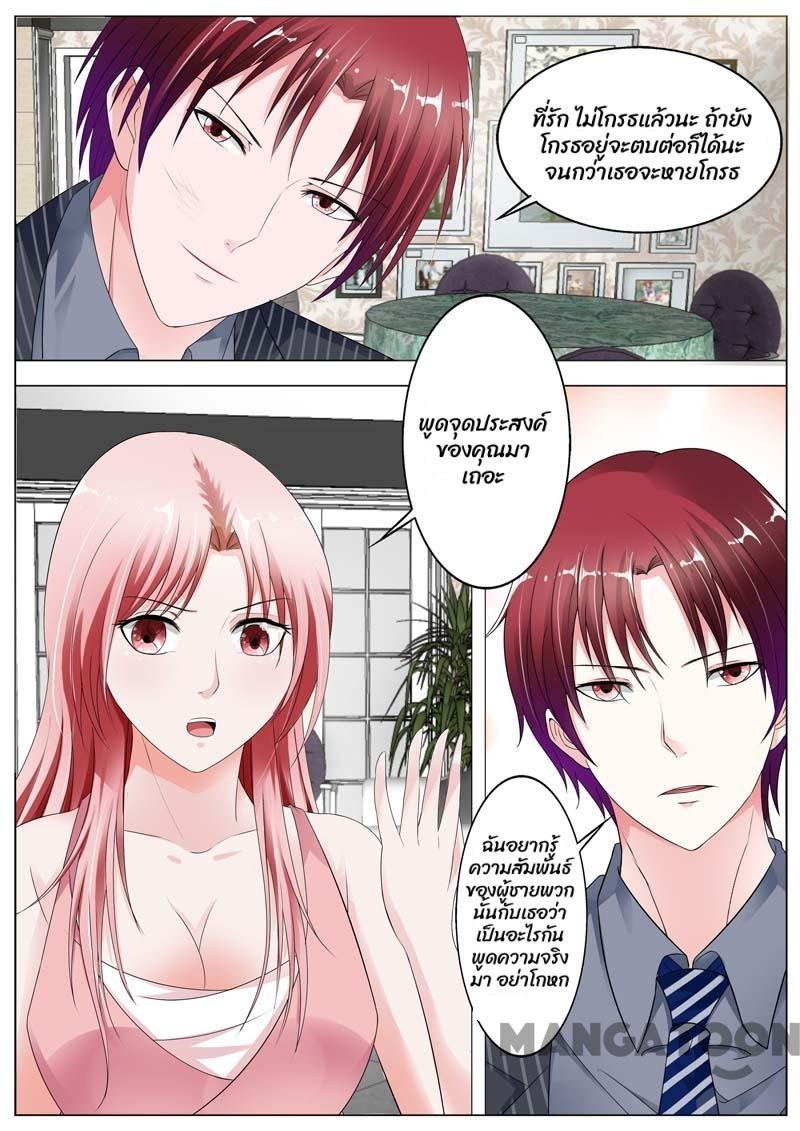 ที่รัก ไม่โกรธแล้วนะ ถ้ายัง
โกรธอยู่จะตบต่อก็ได้นะ
จนกว่าเธอจะหายโกรธ
พูดจุดประสงค์
ของคุณมา
เถอะ
ฉันอยากรู้
ความสัมพันธ์
ของผู้ชายพวก
นั้นกับเธอว่า
เป็นอะไรกัน
พูดความจริง
มา อย่าโกหก
MANGATOON